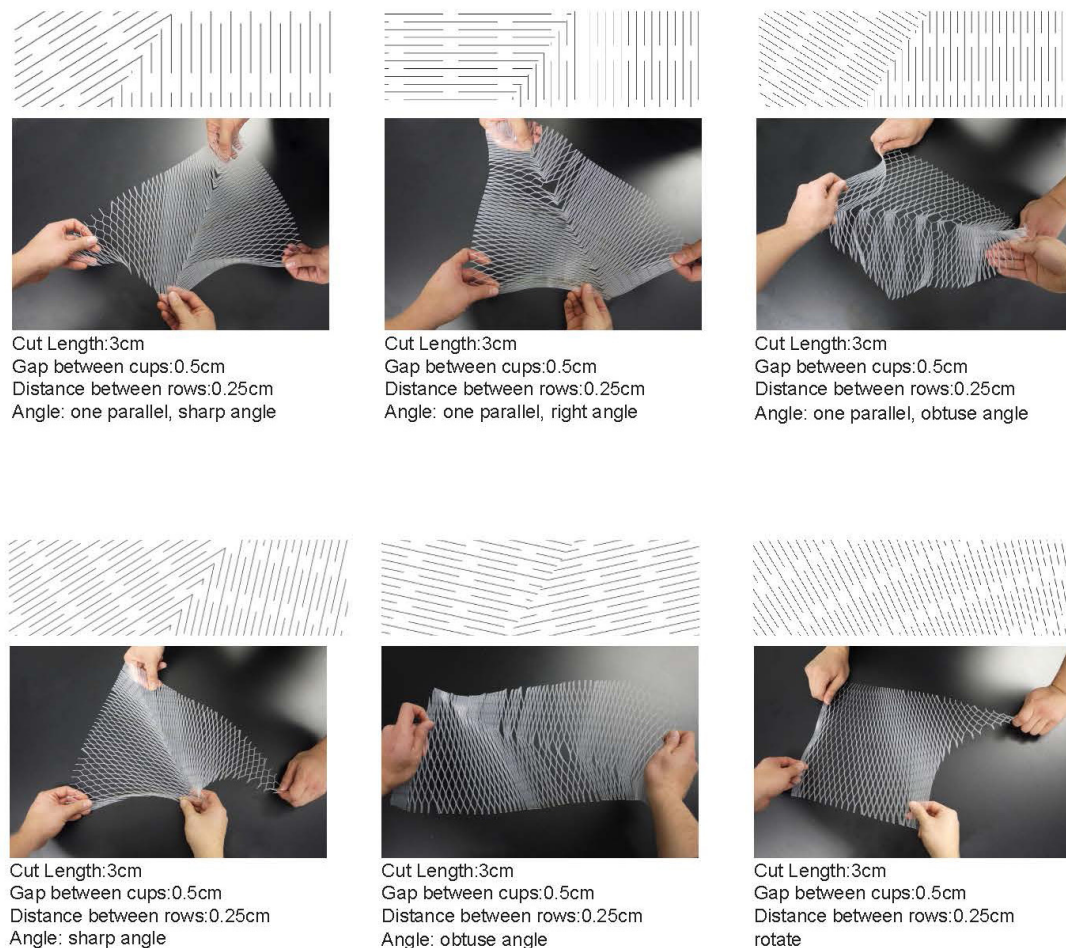 Cut Length:3cm
Gap between cups:0.5cm
Distance between rows:0.25cm
Angle: one parallel, sharp angle
Cut Length:3cm
Gap between cups:0.5cm
Distance between rows:0.25cm
Angle: one parallel, right angle
Cut Length:3cm
Gap between cups:0.5cm
Distance between rows:0.25cm
Angle: one parallel, obtuse angle
Cut Length:3cm
Gap between cups:0.5cm
Distance between rows:0.25cm
Angle: sharp angle
Cut Length:3cm
Gap between cups:0.5cm
Distance between rows:0.25cm
Angle: obtuse angle
Cut Length:3cm
Gap between cups:0.5cm
Distance between rows:0.25cm
rotate